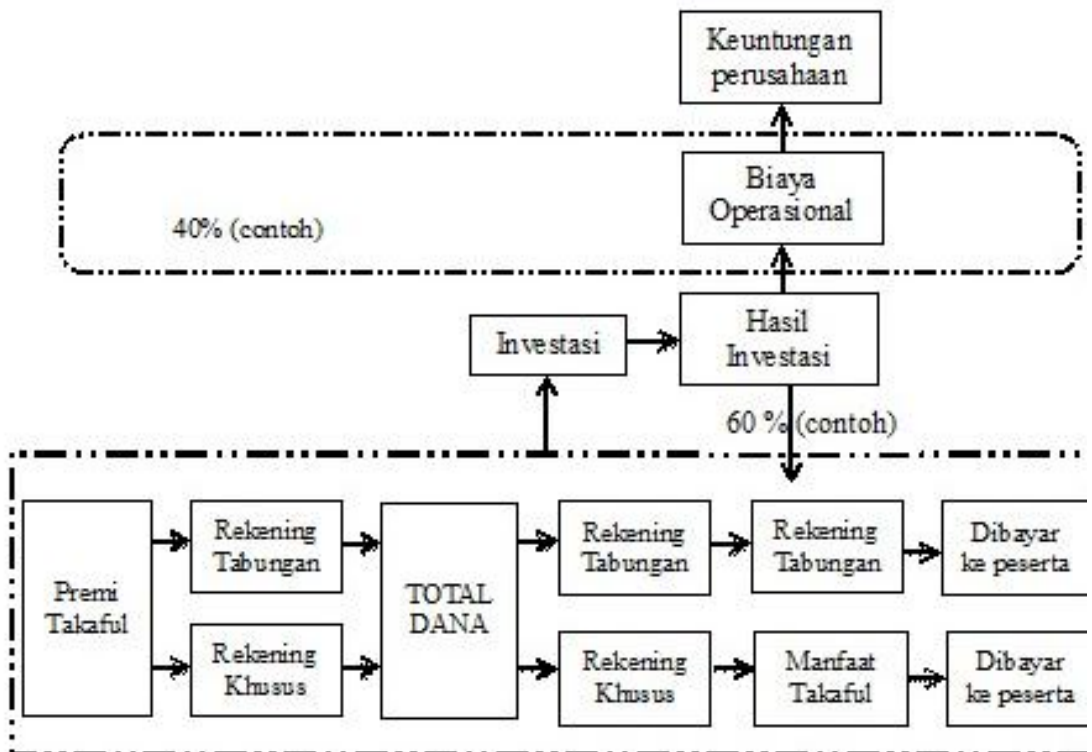 Keuntungan
perusahaan
Biaya
Operasional
40% (contoh)
Investasi
Hasil
Investasi
60 % (contoh)
Premi
Takaful
Rekening
Tabungan
Rekening
Khusus
TOTAL
DANA
Rekening
Tabungan
Rekening
Khusus
Rekening
Tabungan
Manfaat
Takaful
Dibayar
ke peserta
Dibayar
ke peserta